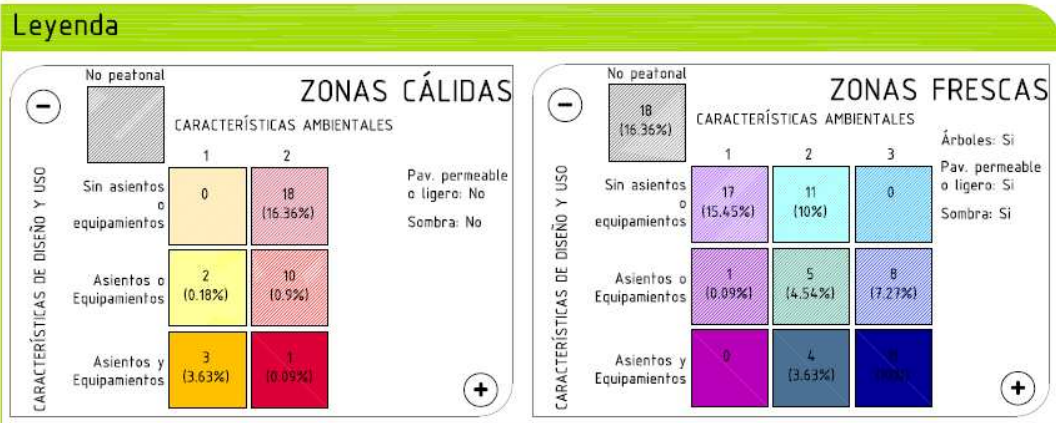 Leyenda
No peatonal
ZONAS CÁLIDAS
CARACTERÍSTICAS AMBIENTALES
1 2
CARACTERÍSTICAS DE DISEÑO Y USO
Sin asientos
o
equipamientos
0
18
(16.36%)
Asientos o
Equipamientos
2
(0.18%)
10
(0.9%)
Asientos y
Equipamientos
3
(3.63%)
1
(0.09%)
Pav. permeable
o ligero: No
Sombra: No
No peatonal
18
(16.36%)
ZONAS FRESCAS
CARACTERÍSTICAS AMBIENTALES
1 2 3
CARACTERÍSTICAS DE DISEÑO Y USO
Sin asientos
o
equipamientos
17
(15.45%)
11
(10%)
0
Asientos o
Equipamientos
1
(0.09%)
5
(4.54%)
8
(7.27%)
Asientos y
Equipamientos
0
4
(3.63%)
Árboles: Si
Pav. permeable
o ligero: Si
Sombra: Si